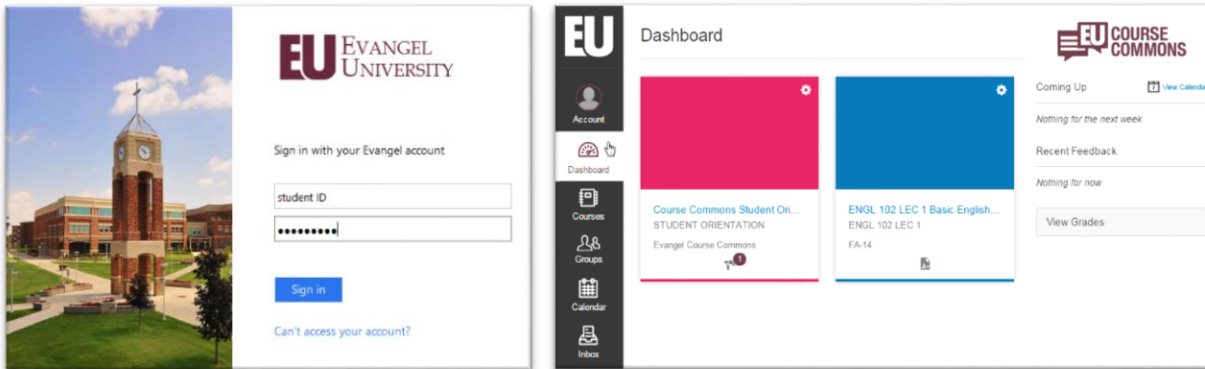 EU EVANGEL
UNIVERSITY
Sign in with your Evangel account
student ID
Sign in
Can't access your account?
EU
Account
Dashboard
Courses
Groups
Calendar
Inbox
Dashboard
Course Commons Student Ori...
STUDENT ORIENTATION
Evangel Course Commons
1
ENGL 102 LEC 1 Basic English...
ENGL 102 LEC 1
FA-14
EU COURSE
COMMONS
Coming Up
7 View Calendar
Nothing for the next week
Recent Feedback
Nothing for now
View Grades